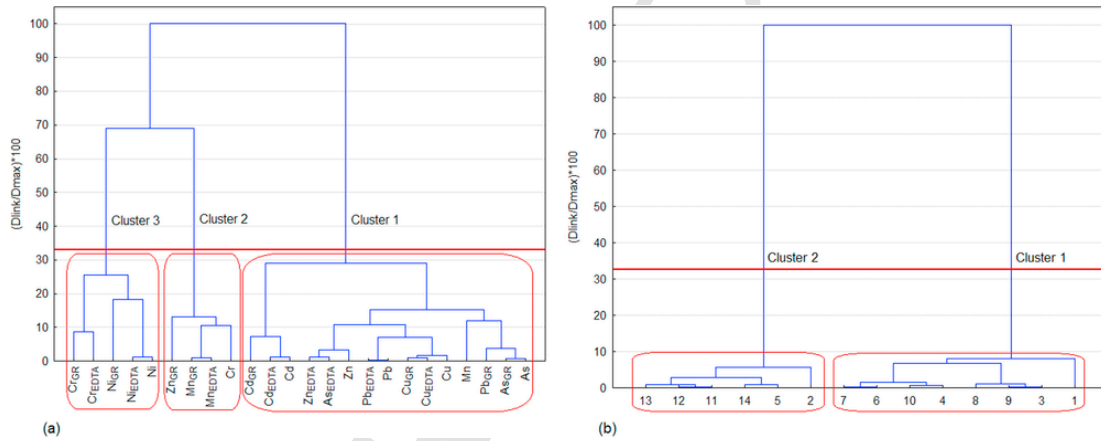 (Dlink/Dmax)*100
100
90
80
70
60
50
40
30
20
10
0
Cluster 3
Cluster 2
Cluster 1
CrGR
CrEDTA
NiGR
NiEDTA
Ni
ZnGR
MnGR
MnEDTA
Cr
CdGR
CdEDTA
Cd
ZnEDTA
AsEDTA
Zn
PbEDTA
Pb
CuGR
CuEDTA
Cu
Mn
PbGR
AsGR
As
(a)
(Dlink/Dmax)*100
100
90
80
70
60
50
40
30
20
10
0
Cluster 2
Cluster 1
13 12 11 14 5 2 7 6 10 4 8 9 3 1
(b)